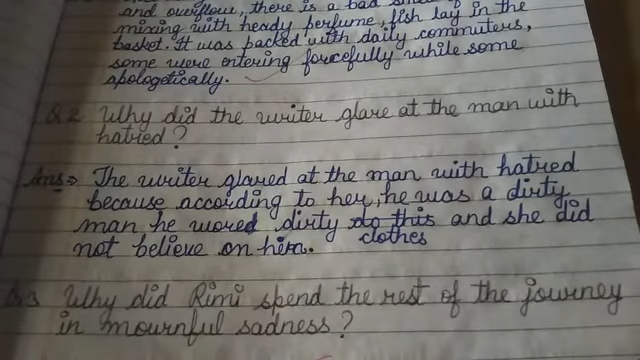 and overflow, there is a bad
mixing with heady perfume, fish lay in the
basket. It was packed with daily commuters,
some were entering forcefully while some
apologetically.
Q 2. Why did the writer glare at the man with
hatred?
Ans⇒ The writer glared at the man with hatred
because according to her, he was a dirty
man he wored dirty do this and she did
clothes
not believe on him.
Q 3 Why did Rimi spend the rest of the journey
in mournful sadness?